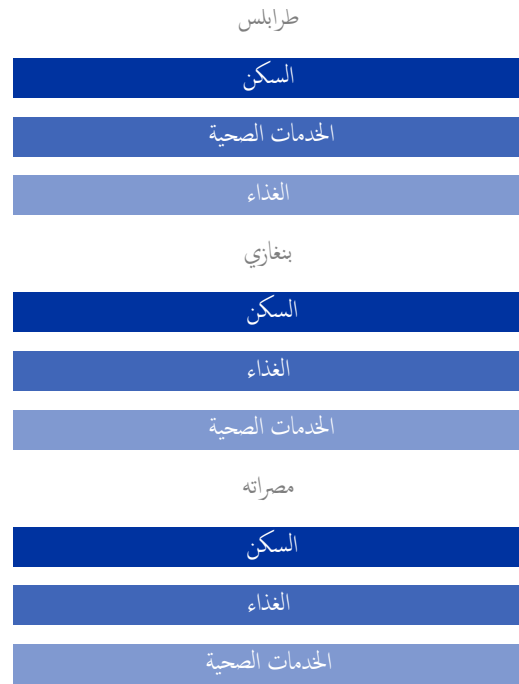 طرابلس
السكن
الخدمات الصحية
الغذاء
بنغازي
السكن
الغذاء
الخدمات الصحية
مصراته
السكن
الغذاء
الخدمات الصحية